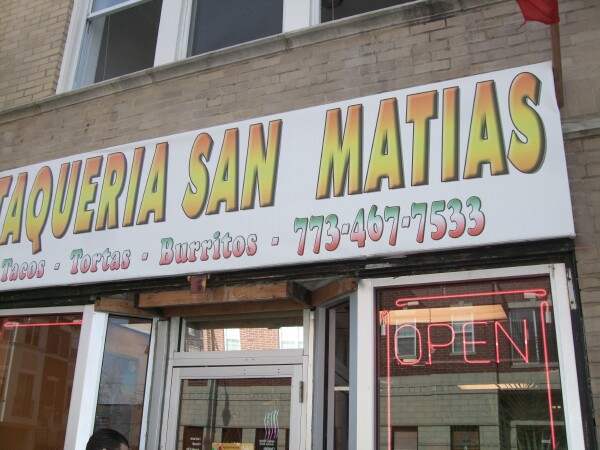 TAQUERIA SAN MATIAS
Tacos - Tortas - Burritos - 773-467-7533
OPEN